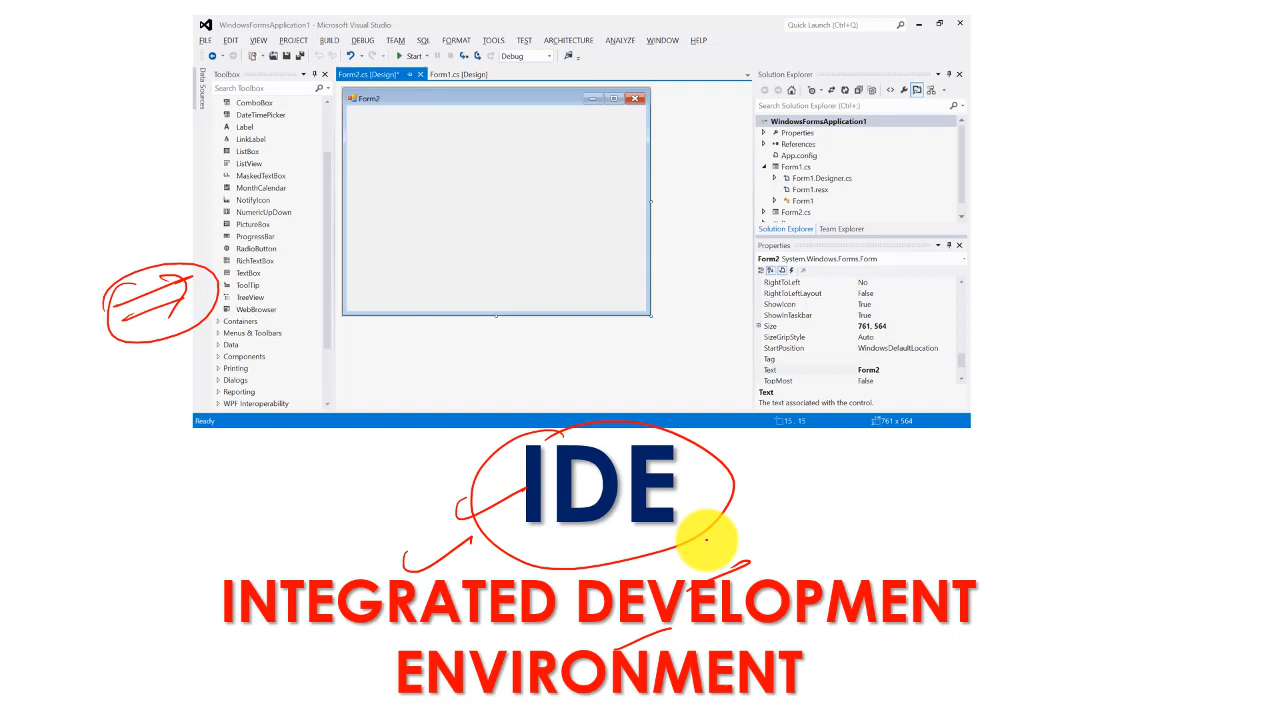 WindowsFormsApplication1 - Microsoft Visual Studio
Quick Launch (Ctrl+Q)
FILE EDIT VIEW PROJECT BUILD DEBUG TEAM SQL FORMAT TOOLS TEST ARCHITECTURE ANALYZE WINDOW HELP
Start Debug
Data Sources
Toolbox
Search Toolbox
ComboBox
DateTimePicker
Label
LinkLabel
ListBox
ListView
MaskedTextBox
MonthCalendar
NotifyIcon
NumericUpDown
PictureBox
ProgressBar
RadioButton
RichTextBox
TextBox
ToolTip
TreeView
WebBrowser
Containers
Menus & Toolbars
Data
Components
Printing
Dialogs
Reporting
WPF Interoperability
Form2.cs [Design]* Form1.cs [Design]
Form2
Solution Explorer
Search Solution Explorer (Ctrl+;)
WindowsFormsApplication1
Properties
References
App.config
Form1.cs
Form1.Designer.cs
Form1.resx
Form1
Form2.cs
Solution Explorer Team Explorer
Properties
Form2 System.Windows.Forms.Form
RightToLeft No
RightToLeftLayout False
ShowIcon True
ShowInTaskbar True
Size 761, 564
SizeGripStyle Auto
StartPosition WindowsDefaultLocation
Tag
Text Form2
TopMost False
Text
The text associated with the control.
Ready 15 , 15 761 x 564
IDE
INTEGRATED DEVELOPMENT
ENVIRONMENT